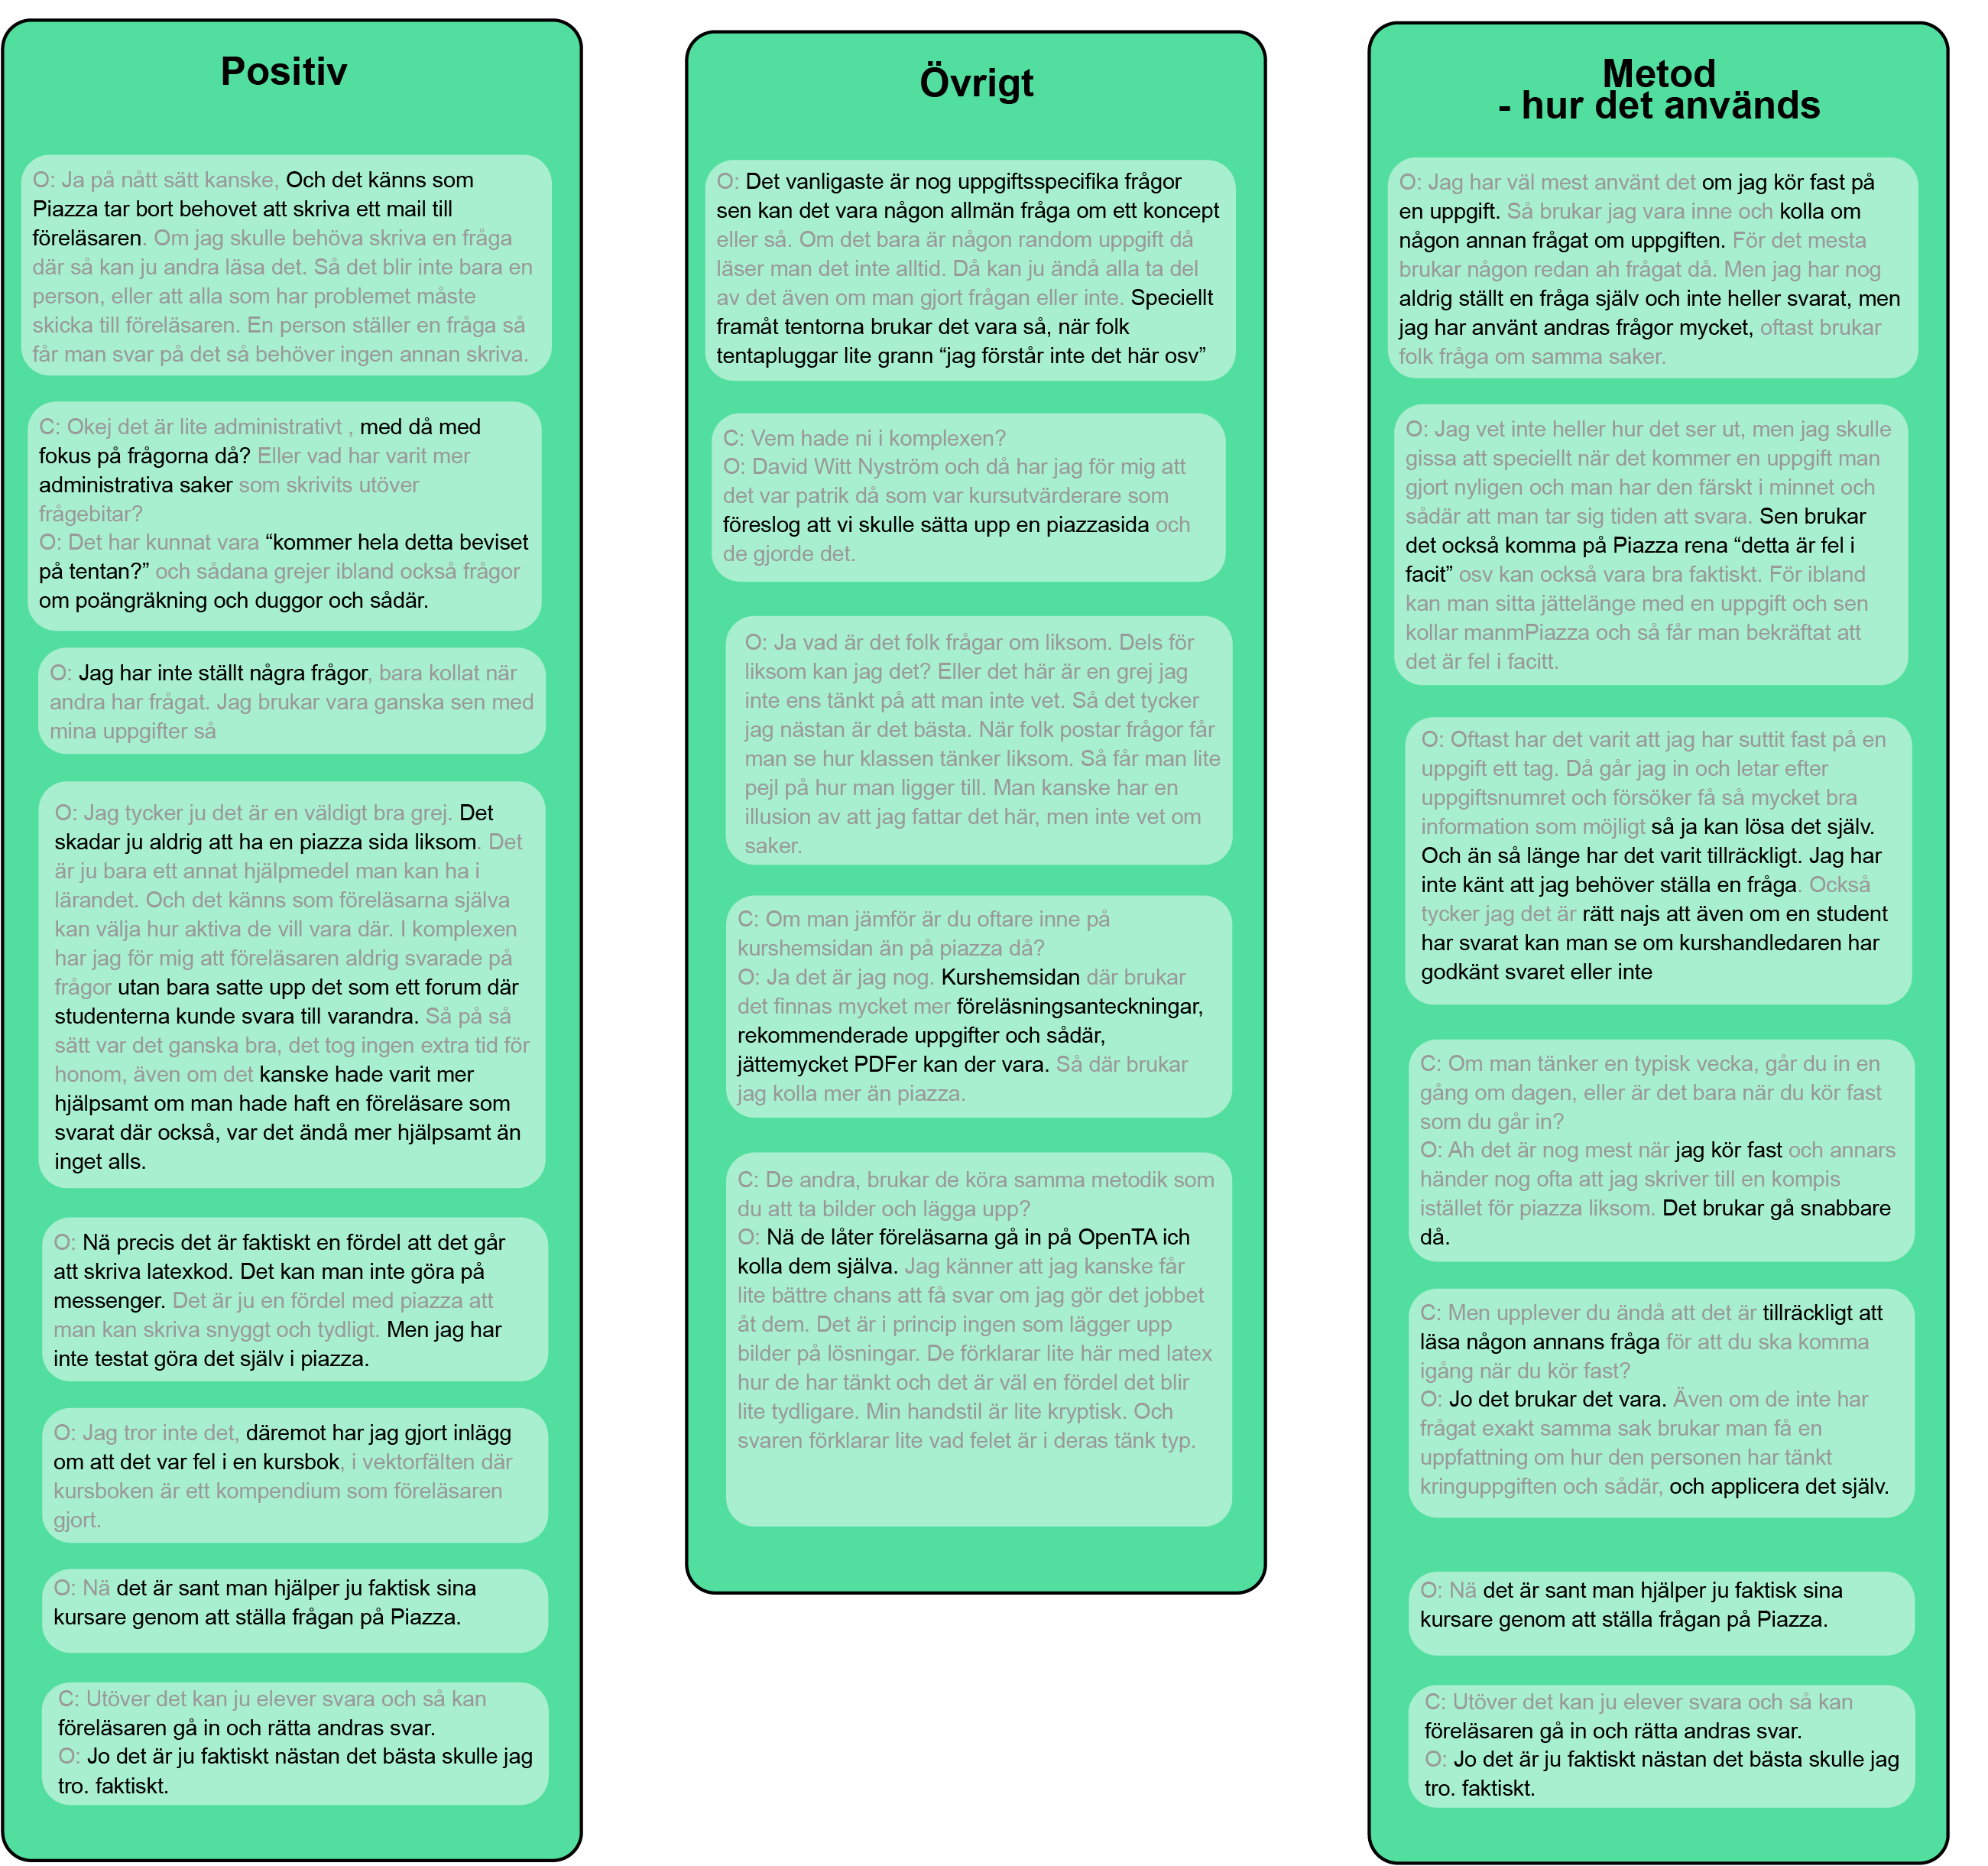 Positiv
O: Ja på nått sätt kanske, Och det känns som
Piazza tar bort behovet att skriva ett mail till
föreläsaren. Om jag skulle behöva skriva en fråga
där så kan ju andra läsa det. Så det blir inte bara en
person, eller att alla som har problemet måste
skicka till föreläsaren. En person ställer en fråga så
får man svar på det så behöver ingen annan skriva.
C: Okej det är lite administrativt , med då med
fokus på frågorna då? Eller vad har varit mer
administrativa saker som skrivits utöver
frågebitar?
O: Det har kunnat vara “kommer hela detta beviset
på tentan?” och sådana grejer ibland också frågor
om poängräkning och duggor och sådär.
O: Jag har inte ställt några frågor, bara kollat när
andra har frågat. Jag brukar vara ganska sen med
mina uppgifter så
O: Jag tycker ju det är en väldigt bra grej. Det
skadar ju aldrig att ha en piazza sida liksom. Det
är ju bara ett annat hjälpmedel man kan ha i
lärandet. Och det känns som föreläsarna själva
kan välja hur aktiva de vill vara där. I komplexen
har jag för mig att föreläsaren aldrig svarade på
frågor utan bara satte upp det som ett forum där
studenterna kunde svara till varandra. Så på så
sätt var det ganska bra, det tog ingen extra tid för
honom, även om det kanske hade varit mer
hjälpsamt om man hade haft en föreläsare som
svarat där också, var det ändå mer hjälpsamt än
inget alls.
O: Nä precis det är faktiskt en fördel att det går
att skriva latexkod. Det kan man inte göra på
messenger. Det är ju en fördel med piazza att
man kan skriva snyggt och tydligt. Men jag har
inte testat göra det själv i piazza.
O: Jag tror inte det, däremot har jag gjort inlägg
om att det var fel i en kursbok, i vektorfälten där
kursboken är ett kompendium som föreläsaren
gjort.
O: Nä det är sant man hjälper ju faktisk sina
kursare genom att ställa frågan på Piazza.
C: Utöver det kan ju elever svara och så kan
föreläsaren gå in och rätta andras svar.
O: Jo det är ju faktiskt nästan det bästa skulle jag
tro. faktiskt.
Övrigt
O: Det vanligaste är nog uppgiftsspecifika frågor
sen kan det vara någon allmän fråga om ett koncept
eller så. Om det bara är någon random uppgift då
läser man det inte alltid. Då kan ju ändå alla ta del
av det även om man gjort frågan eller inte. Speciellt
framåt tentorna brukar det vara så, när folk
tentapluggar lite grann “jag förstår inte det här osv”
C: Vem hade ni i komplexen?
O: David Witt Nyström och då har jag för mig att
det var patrik då som var kursutvärderare som
föreslog att vi skulle sätta upp en piazzasida och
de gjorde det.
O: Ja vad är det folk frågar om liksom. Dels för
liksom kan jag det? Eller det här är en grej jag
inte ens tänkt på att man inte vet. Så det tycker
jag nästan är det bästa. När folk postar frågor får
man se hur klassen tänker liksom. Så får man lite
pejl på hur man ligger till. Man kanske har en
illusion av att jag fattar det här, men inte vet om
saker.
C: Om man jämför är du oftare inne på
kurshemsidan än på piazza då?
O: Ja det är jag nog. Kurshemsidan där brukar
det finnas mycket mer föreläsningsanteckningar,
rekommenderade uppgifter och sådär,
jättemycket PDFer kan der vara. Så där brukar
jag kolla mer än piazza.
C: De andra, brukar de köra samma metodik som
du att ta bilder och lägga upp?
O: Nä de låter föreläsarna gå in på OpenTA ich
kolla dem själva. Jag känner att jag kanske får
lite bättre chans att få svar om jag gör det jobbet
åt dem. Det är i princip ingen som lägger upp
bilder på lösningar. De förklarar lite här med latex
hur de har tänkt och det är väl en fördel det blir
lite tydligare. Min handstil är lite kryptisk. Och
svaren förklarar lite vad felet är i deras tänk typ.
Metod
- hur det används
O: Jag har väl mest använt det om jag kör fast på
en uppgift. Så brukar jag vara inne och kolla om
någon annan frågat om uppgiften. För det mesta
brukar någon redan ah frågat då. Men jag har nog
aldrig ställt en fråga själv och inte heller svarat, men
jag har använt andras frågor mycket, oftast brukar
folk fråga om samma saker.
O: Jag vet inte heller hur det ser ut, men jag skulle
gissa att speciellt när det kommer en uppgift man
gjort nyligen och man har den färskt i minnet och
sådär att man tar sig tiden att svara. Sen brukar
det också komma på Piazza rena “detta är fel i
facit” osv kan också vara bra faktiskt. För ibland
kan man sitta jättelänge med en uppgift och sen
kollar manmPiazza och så får man bekräftat att
det är fel i facitt.
O: Oftast har det varit att jag har suttit fast på en
uppgift ett tag. Då går jag in och letar efter
uppgiftsnumret och försöker få så mycket bra
information som möjligt så ja kan lösa det själv.
Och än så länge har det varit tillräckligt. Jag har
inte känt att jag behöver ställa en fråga. Också
tycker jag det är rätt najs att även om en student
har svarat kan man se om kurshandledaren har
godkänt svaret eller inte
C: Om man tänker en typisk vecka, går du in en
gång om dagen, eller är det bara när du kör fast
som du går in?
O: Ah det är nog mest när jag kör fast och annars
händer nog ofta att jag skriver till en kompis
istället för piazza liksom. Det brukar gå snabbare
då.
C: Men upplever du ändå att det är tillräckligt att
läsa någon annans fråga för att du ska komma
igång när du kör fast?
O: Jo det brukar det vara. Även om de inte har
frågat exakt samma sak brukar man få en
uppfattning om hur den personen har tänkt
kringuppgiften och sådär, och applicera det själv.
O: Nä det är sant man hjälper ju faktisk sina
kursare genom att ställa frågan på Piazza.
C: Utöver det kan ju elever svara och så kan
föreläsaren gå in och rätta andras svar.
O: Jo det är ju faktiskt nästan det bästa skulle jag
tro. faktiskt.